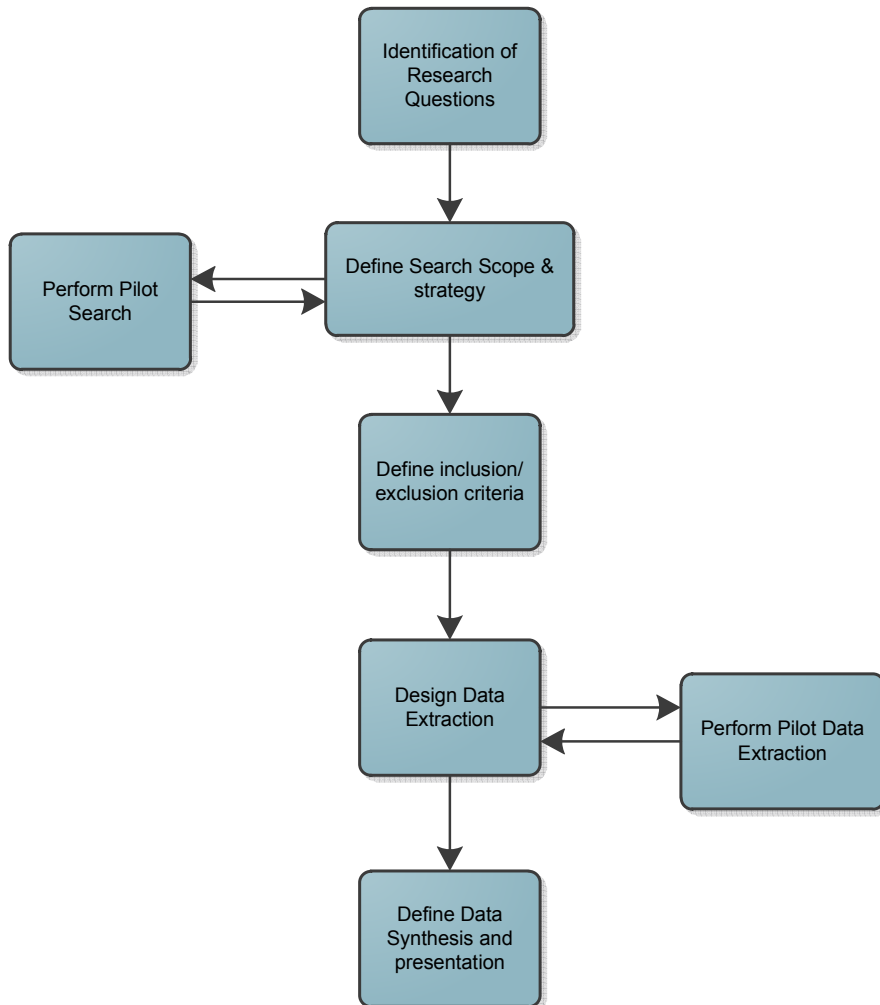 Identification of
Research
Questions
Define Search Scope &
strategy
Perform Pilot
Search
Define inclusion/
exclusion criteria
Design Data
Extraction
Perform Pilot Data
Extraction
Define Data
Synthesis and
presentation